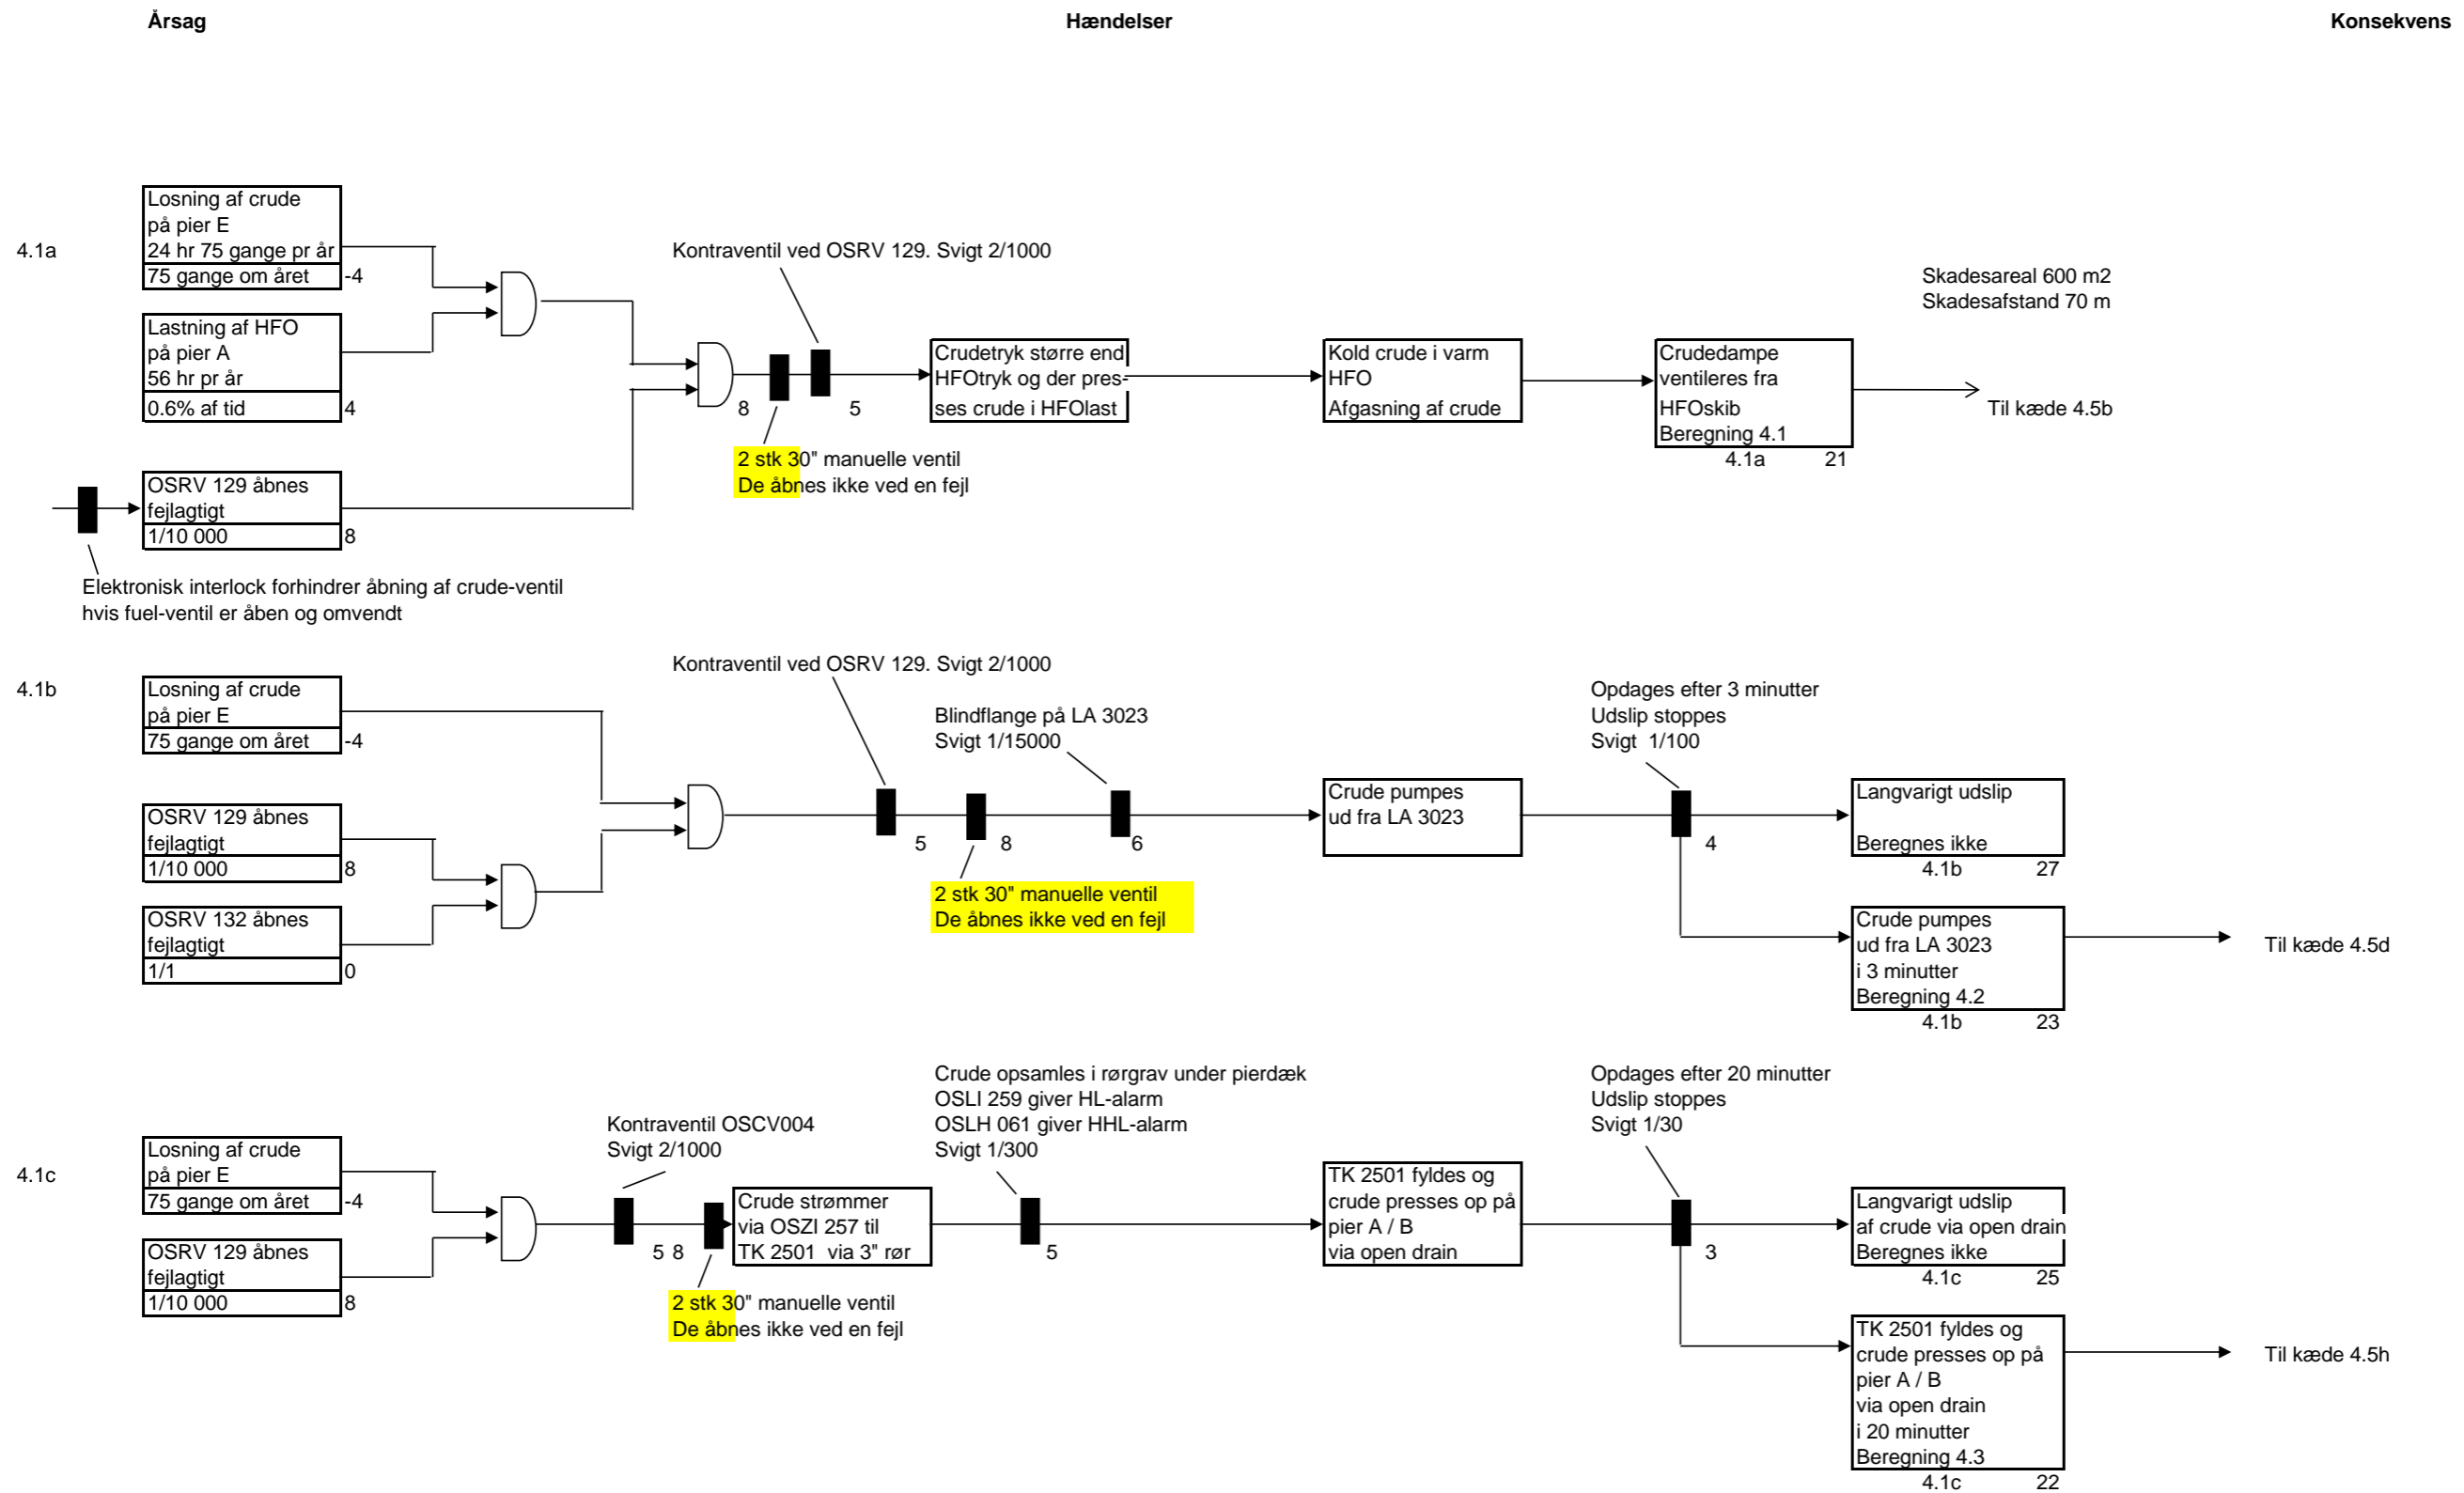 Årsag
Hændelser
Konsekvens
4.1a
Losning af crude
på pier E
24 hr 75 gange pr år
75 gange om året
-4
Lastning af HFO
på pier A
56 hr pr år
0.6% af tid
4
OSRV 129 åbnes
fejlagtigt
1/10 000
8
Elektronisk interlock forhindrer åbning af crude-ventil
hvis fuel-ventil er åben og omvendt
Kontraventil ved OSRV 129. Svigt 2/1000
8
5
2 stk 30" manuelle ventil
De åbnes ikke ved en fejl
Crudetryk større end
HFOtryk og der pres-
ses crude i HFOlast
Kold crude i varm
HFO
Afgasning af crude
Crudedampe
ventileres fra
HFOskib
Beregning 4.1
4.1a
21
Skadesareal 600 m2
Skadesafstand 70 m
Til kæde 4.5b
4.1b
Losning af crude
på pier E
75 gange om året
-4
OSRV 129 åbnes
fejlagtigt
1/10 000
8
OSRV 132 åbnes
fejlagtigt
1/1
0
Kontraventil ved OSRV 129. Svigt 2/1000
5
8
2 stk 30" manuelle ventil
De åbnes ikke ved en fejl
Blindflange på LA 3023
Svigt 1/15000
6
Crude pumpes
ud fra LA 3023
Opdages efter 3 minutter
Udslip stoppes
Svigt 1/100
4
Langvarigt udslip
Beregnes ikke
4.1b
27
Crude pumpes
ud fra LA 3023
i 3 minutter
Beregning 4.2
4.1b
23
Til kæde 4.5d
4.1c
Losning af crude
på pier E
75 gange om året
-4
OSRV 129 åbnes
fejlagtigt
1/10 000
8
Kontraventil OSCV004
Svigt 2/1000
5 8
2 stk 30" manuelle ventil
De åbnes ikke ved en fejl
Crude strømmer
via OSZI 257 til
TK 2501 via 3" rør
Crude opsamles i rørgrav under pierdæk
OSLI 259 giver HL-alarm
OSLH 061 giver HHL-alarm
Svigt 1/300
5
TK 2501 fyldes og
crude presses op på
pier A / B
via open drain
Opdages efter 20 minutter
Udslip stoppes
Svigt 1/30
3
Langvarigt udslip
af crude via open drain
Beregnes ikke
4.1c
25
TK 2501 fyldes og
crude presses op på
pier A / B
via open drain
i 20 minutter
Beregning 4.3
4.1c
22
Til kæde 4.5h